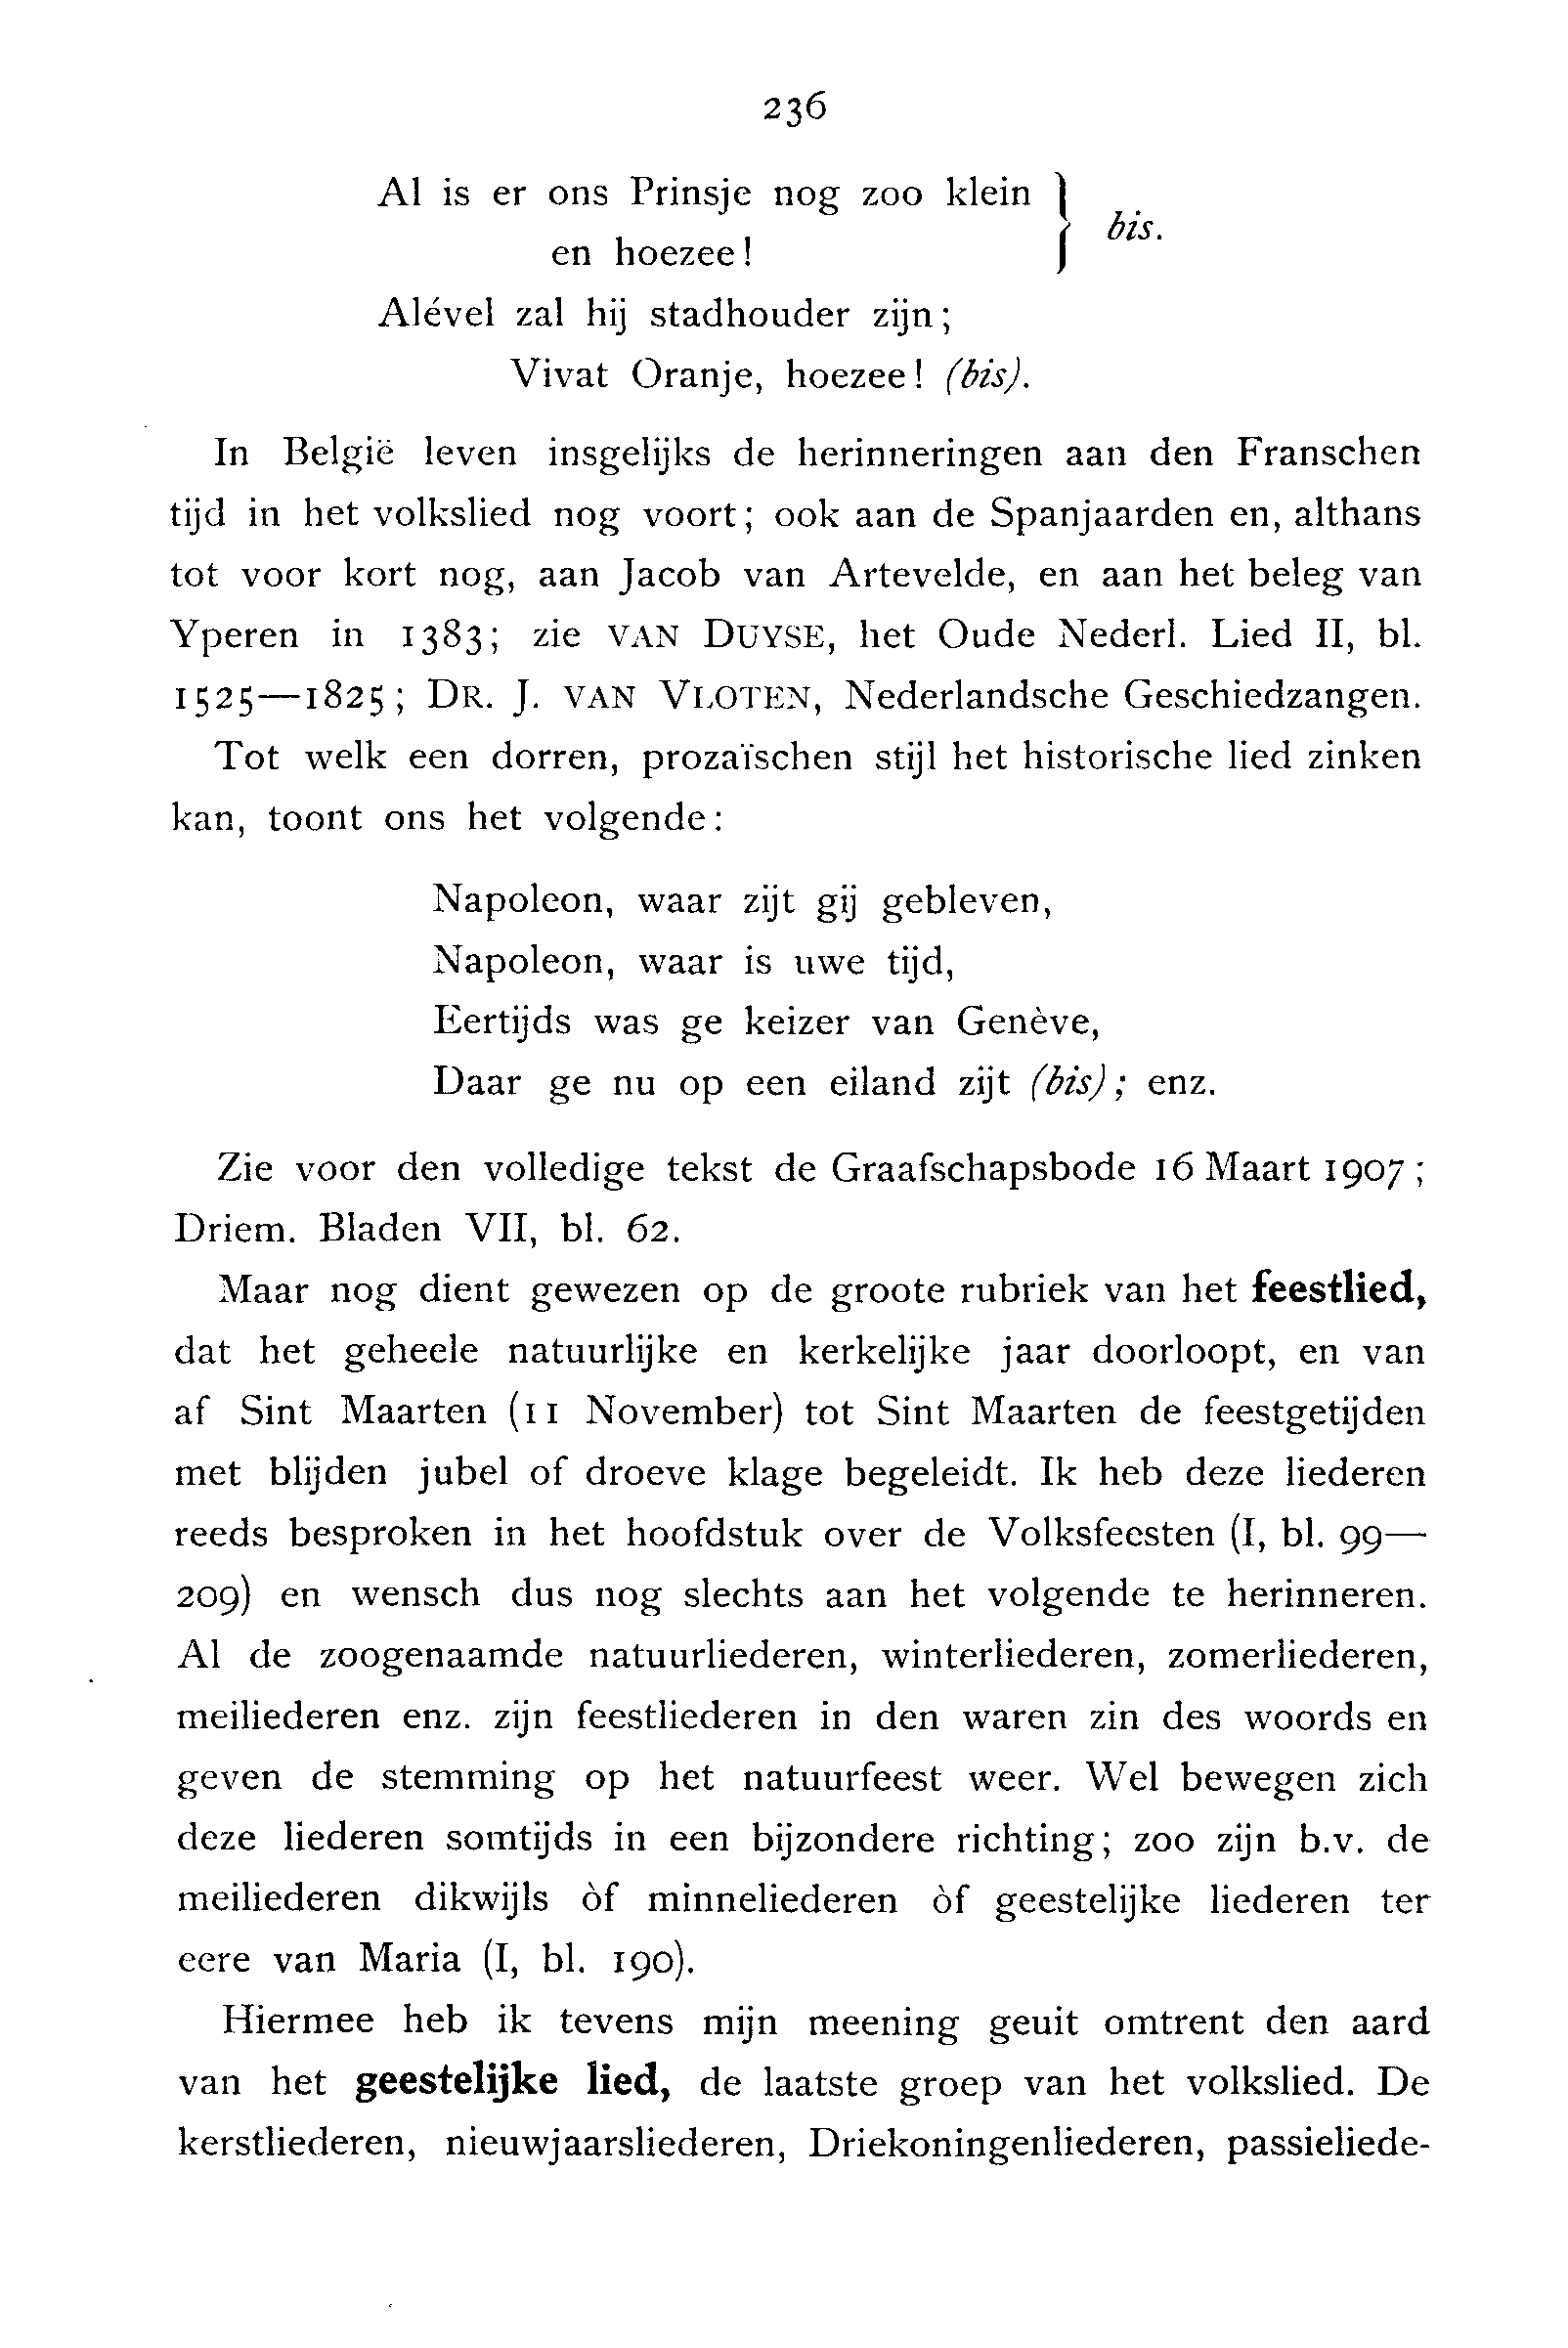 236
Al is er ons Prinsje nog zoo klein } bis.
en hoezee!
Alével zal hij stadhouder zijn;
Vivat Oranje, hoezee! (bis).
In België leven insgelijks de herinneringen aan den Franschen
tijd in het volkslied nog voort; ook aan de Spanjaarden en, althans
tot voor kort nog, aan Jacob van Artevelde, en aan het beleg van
Yperen in 1383; zie VAN DUYSE, het Oude Nederl. Lied II, bl.
1525—1825; DR. J. VAN VLOTEN, Nederlandsche Geschiedzangen.
Tot welk een dorren, prozaïschen stijl het historische lied zinken
kan, toont ons het volgende:
Napoleon, waar zijt gij gebleven,
Napoleon, waar is uwe tijd,
Eertijds was ge keizer van Genève,
Daar ge nu op een eiland zijt (bis); enz.
Zie voor den volledige tekst de Graafschapsbode 16 Maart 1907;
Driem. Bladen VII, bl. 62.
Maar nog dient gewezen op de groote rubriek van het feestlied,
dat het geheele natuurlijke en kerkelijke jaar doorloopt, en van
af Sint Maarten (11 November) tot Sint Maarten de feestgetijden
met blijden jubel of droeve klage begeleidt. Ik heb deze liederen
reeds besproken in het hoofdstuk over de Volksfeesten (I, bl. 99—
209) en wensch dus nog slechts aan het volgende te herinneren.
Al de zoogenaamde natuurliederen, winterliederen, zomerliederen,
meiliederen enz. zijn feestliederen in den waren zin des woords en
geven de stemming op het natuurfeest weer. Wel bewegen zich
deze liederen somtijds in een bijzondere richting; zoo zijn b.v. de
meiliederen dikwijls òf minneliederen òf geestelijke liederen ter
eere van Maria (I, bl. 190).
Hiermee heb ik tevens mijn meening geuit omtrent den aard
van het geestelijke lied, de laatste groep van het volkslied. De
kerstliederen, nieuwjaarsliederen, Driekoningenliederen, passieliede-